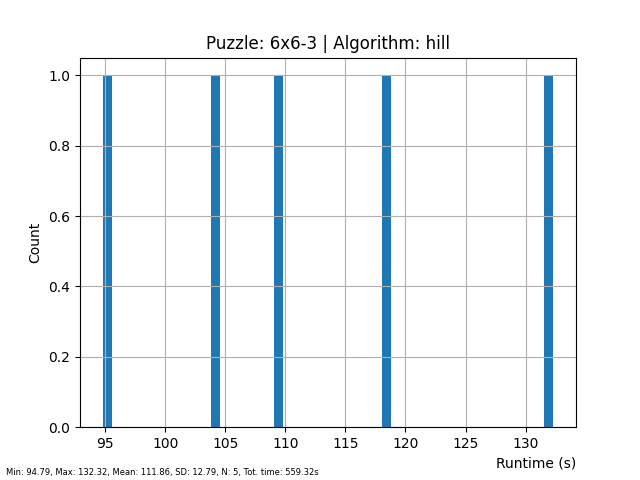 Puzzle: 6x6-3 | Algorithm: hill
1.0
0.8
0.6
0.4
0.2
0.0
Count
95 100 105 110 115 120 125 130
Runtime (s)
Min: 94.79, Max: 132.32, Mean: 111.86, SD: 12.79, N: 5, Tot. time: 559.32s